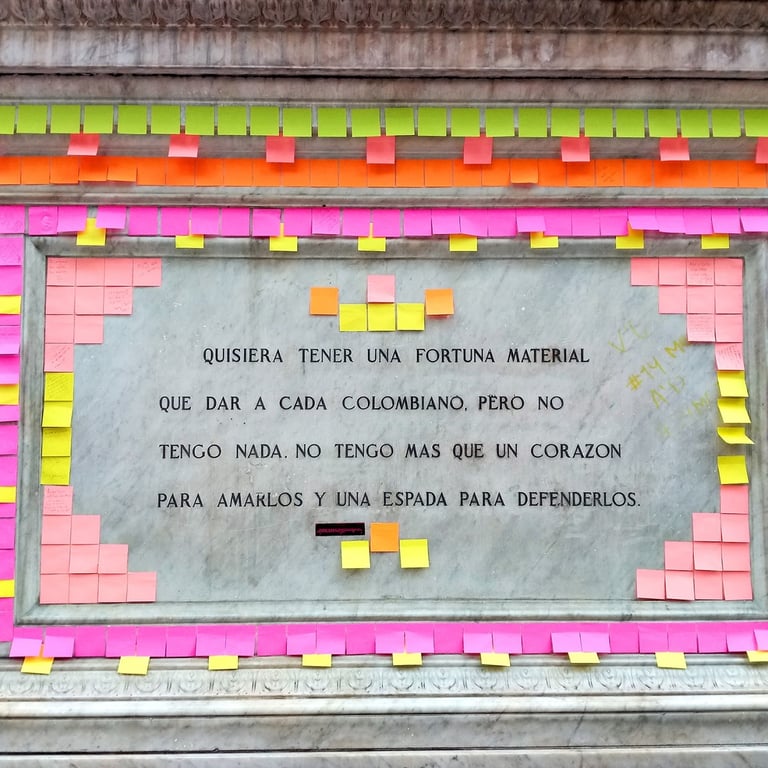 QUISIERA TENER UNA FORTUNA MATERIAL
QUE DAR A CADA COLOMBIANO, PERO NO
TENGO NADA. NO TENGO MAS QUE UN CORAZON
PARA AMARLOS Y UNA ESPADA PARA DEFENDERLOS.